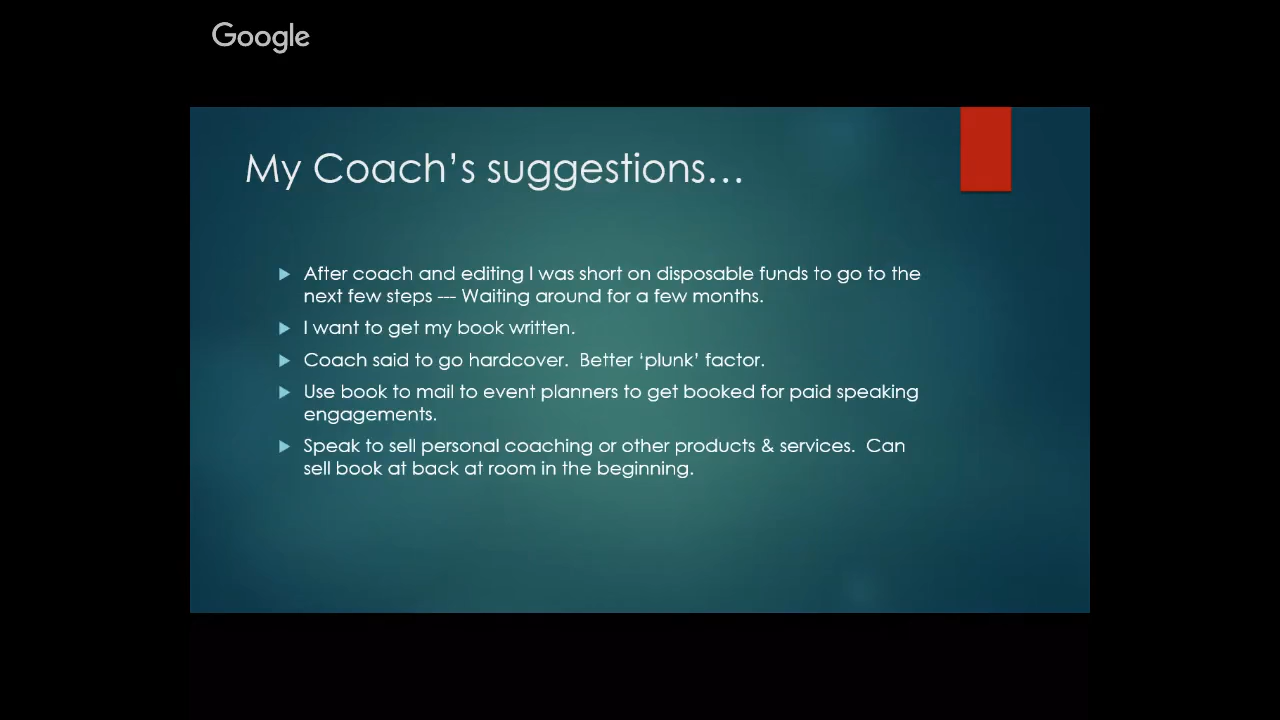 Google
My Coach's suggestions...
After coach and editing I was short on disposable funds to go to the
next few steps --- Waiting around for a few months.
I want to get my book written.
Coach said to go hardcover.  Better 'plunk' factor.
Use book to mail to event planners to get booked for paid speaking
engagements.
Speak to sell personal coaching or other products & services.  Can
sell book at back at room in the beginning.